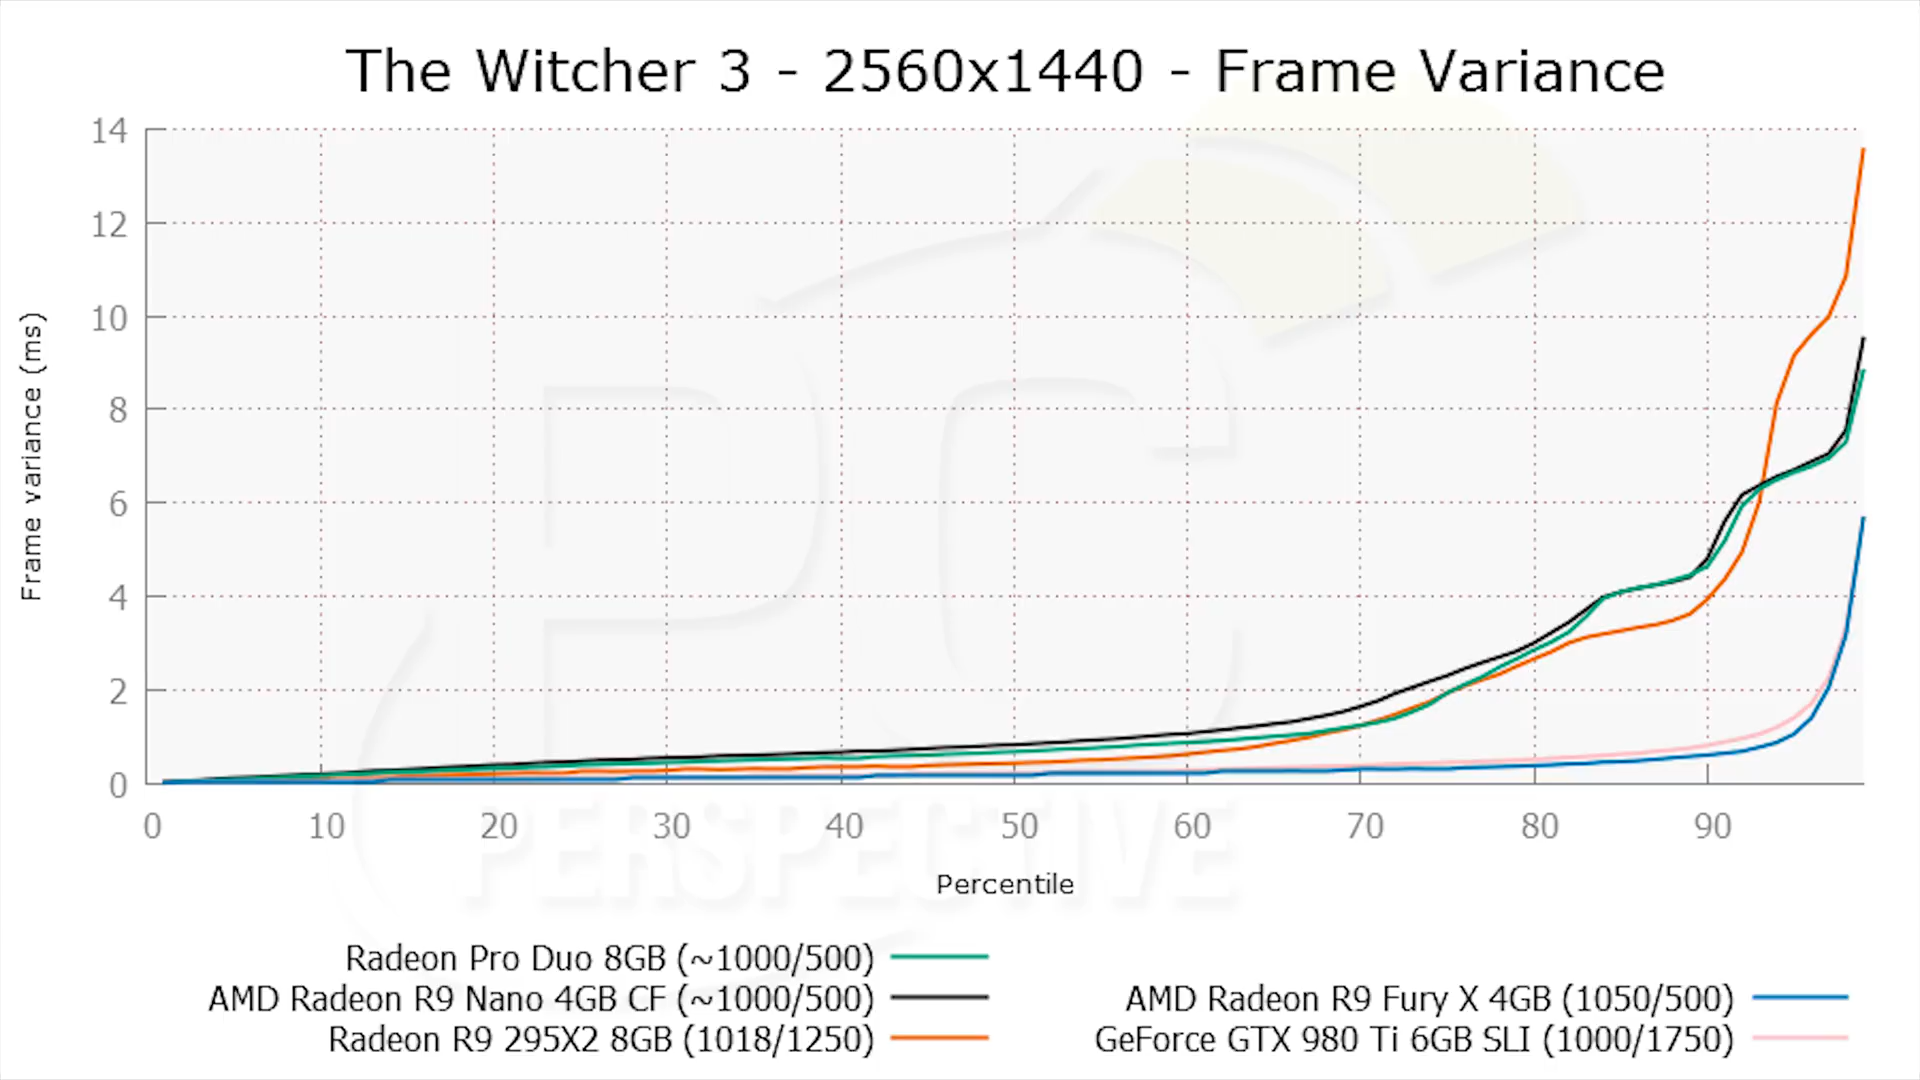 The Witcher 3 - 2560x1440 - Frame Variance
14
12
10
8
6
4
2
0
Frame variance (ms)
0 10 20 30 40 50 60 70 80 90
Percentile
PC
PERSPECTIVE
Radeon Pro Duo 8GB (~1000/500)
AMD Radeon R9 Nano 4GB CF (~1000/500)
Radeon R9 295X2 8GB (1018/1250)
AMD Radeon R9 Fury X 4GB (1050/500)
GeForce GTX 980 Ti 6GB SLI (1000/1750)